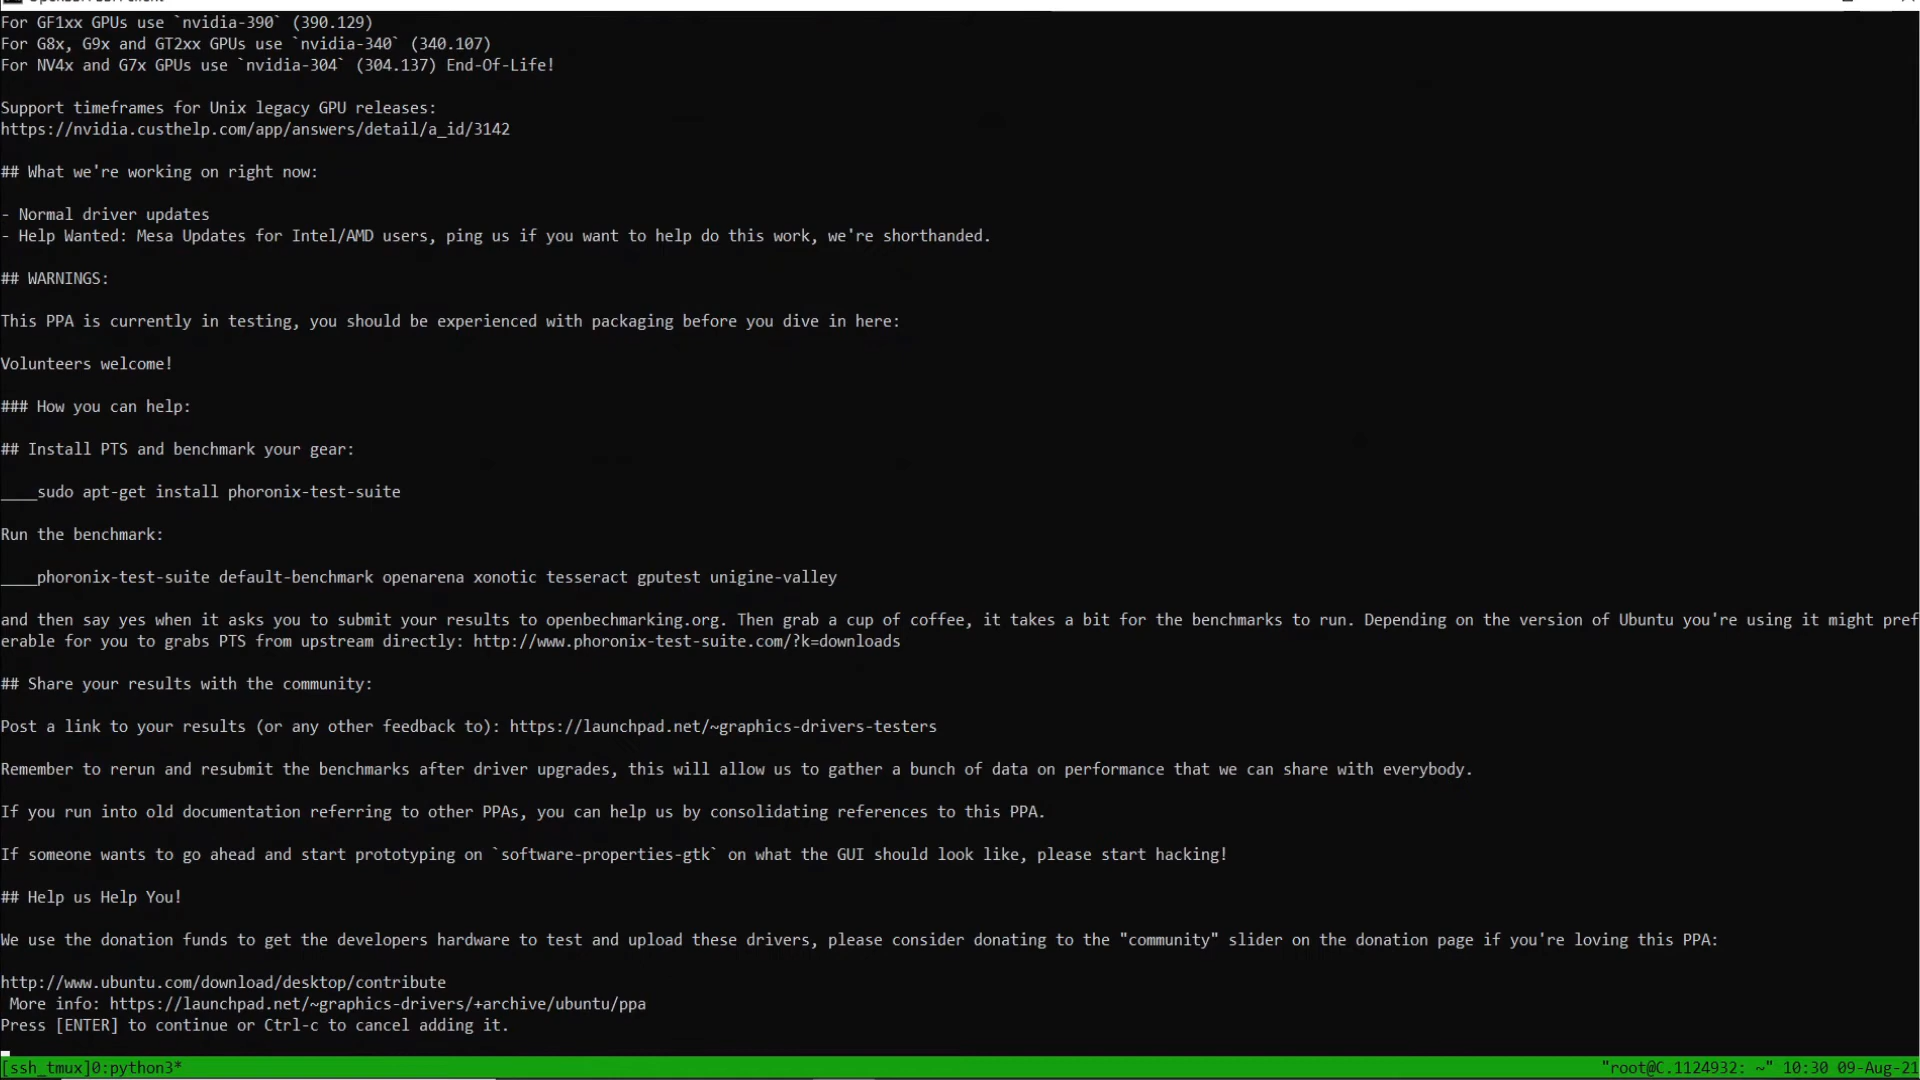 For GF1xx GPUs use `nvidia-390` (390.129)
For G8x, G9x and GT2xx GPUs use `nvidia-340` (340.107)
For NV4x and G7x GPUs use `nvidia-304` (304.137) End-Of-Life!
Support timeframes for Unix legacy GPU releases:
https://nvidia.custhelp.com/app/answers/detail/a_id/3142
## What we're working on right now:
- Normal driver updates
- Help Wanted: Mesa Updates for Intel/AMD users, ping us if you want to help do this work, we're shorthanded.
## WARNINGS:
This PPA is currently in testing, you should be experienced with packaging before you dive in here:
Volunteers welcome!
### How you can help:
## Install PTS and benchmark your gear:
____sudo apt-get install phoronix-test-suite
Run the benchmark:
____phoronix-test-suite default-benchmark openarena xonotic tesseract gputest unigine-valley
and then say yes when it asks you to submit your results to openbechmarking.org. Then grab a cup of coffee, it takes a bit for the benchmarks to run. Depending on the version of Ubuntu you're using it might pref
erable for you to grabs PTS from upstream directly: http://www.phoronix-test-suite.com/?k=downloads
## Share your results with the community:
Post a link to your results (or any other feedback to): https://launchpad.net/~graphics-drivers-testers
Remember to rerun and resubmit the benchmarks after driver upgrades, this will allow us to gather a bunch of data on performance that we can share with everybody.
If you run into old documentation referring to other PPAs, you can help us by consolidating references to this PPA.
If someone wants to go ahead and start prototyping on `software-properties-gtk` on what the GUI should look like, please start hacking!
## Help us Help You!
We use the donation funds to get the developers hardware to test and upload these drivers, please consider donating to the "community" slider on the donation page if you're loving this PPA:
http://www.ubuntu.com/download/desktop/contribute
More info: https://launchpad.net/~graphics-drivers/+archive/ubuntu/ppa
Press [ENTER] to continue or Ctrl-c to cancel adding it.
[ssh_tmux]0:python3* "root@C.1124932: ~" 10:30 09-Aug-21